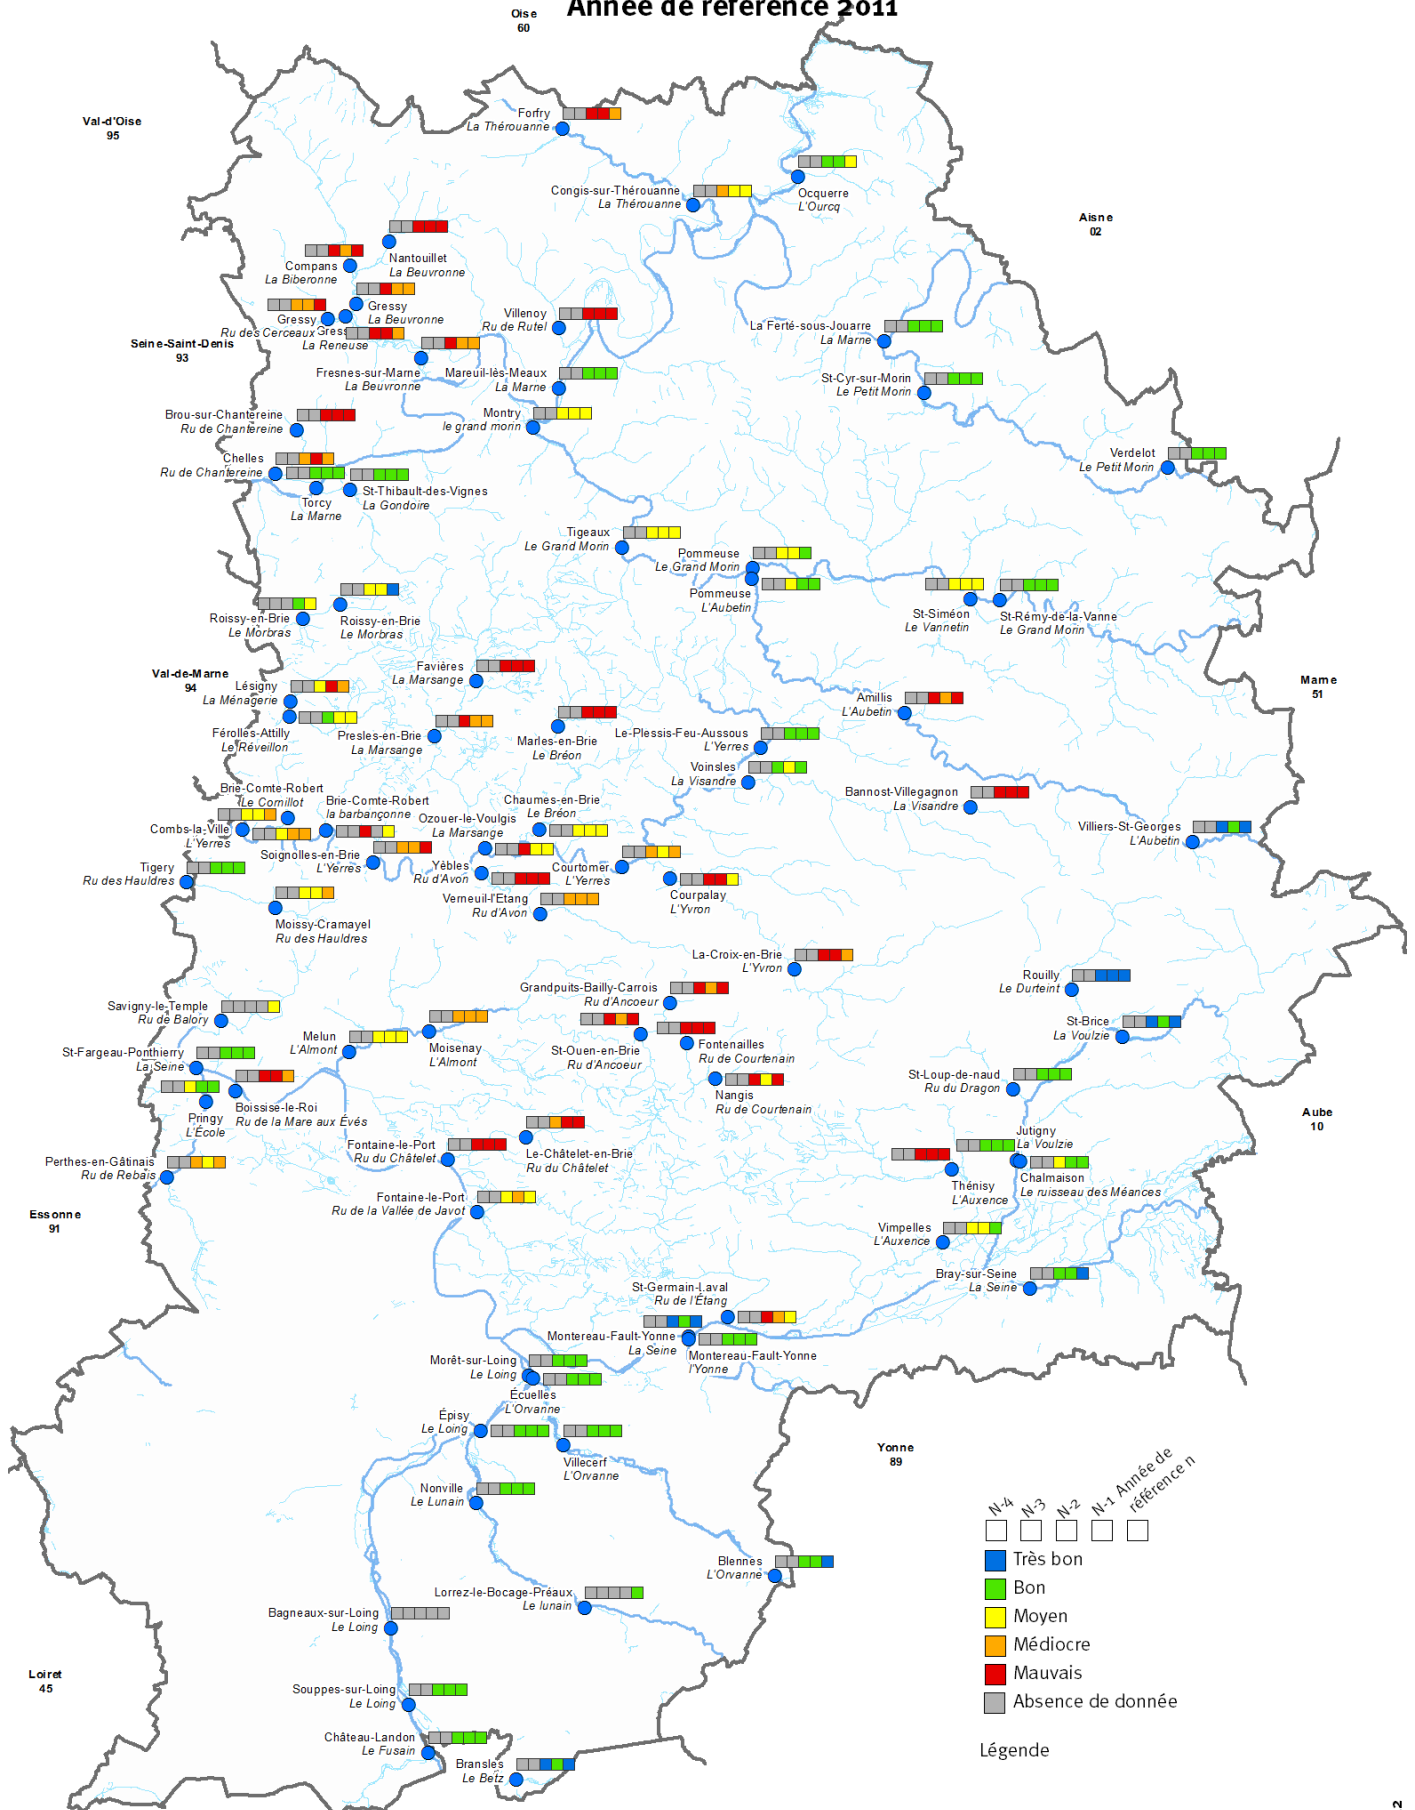 Année de référence 2011
Oise
60
Val-d'Oise
95
Forfry
La Thérouanne
Congis-sur-Thérouanne
La Thérouanne
Ocquerre
L'Ourcq
Aisne
02
Nantouillet
La Beuvronne
Compans
La Biberonne
Gressy
La Beuvronne
Gressy
Ru des Cerceaux
Gress
La Reneuse
Villenoy
Ru de Rutel
Seine-Saint-Denis
93
Fresnes-sur-Marne
La Beuvronne
Mareuil-lès-Meaux
La Marne
La Ferté-sous-Jouarre
La Marne
St-Cyr-sur-Morin
Le Petit Morin
Brou-sur-Chantereine
Ru de Chantereine
Montry
le grand morin
Verdelot
Le Petit Morin
Chelles
Ru de Chantereine
Torcy
La Marne
St-Thibault-des-Vignes
La Gondoire
Tigeaux
Le Grand Morin
Pommeuse
Le Grand Morin
Pommeuse
L'Aubetin
St-Siméon
Le Vannetin
St-Rémy-de-la-Vanne
Le Grand Morin
Roissy-en-Brie
Le Morbras
Roissy-en-Brie
Le Morbras
Val-de-Marne
94
Favières
La Marsange
Lésigny
La Ménagerie
Marne
51
Amillis
L'Aubetin
Férolles-Attilly
Le Réveillon
Presles-en-Brie
La Marsange
Marles-en-Brie
Le Bréon
Le-Plessis-Feu-Aussous
L'Yerres
Voinsles
La Visandre
Bannost-Villegagnon
La Visandre
Brie-Comte-Robert
Le Cornillot
Brie-Comte-Robert
la barbançonne
Chaumes-en-Brie
Le Bréon
Ozouer-le-Voulgis
La Marsange
Combs-la-Ville
L'Yerres
Villiers-St-Georges
L'Aubetin
Soignolles-en-Brie
L'Yerres
Yèbles
Ru d'Avon
Courtomer
L'Yerres
Tigery
Ru des Hauldres
Courpalay
L'Yvron
Verneuil-l'Etang
Ru d'Avon
Moissy-Cramayel
Ru des Hauldres
La-Croix-en-Brie
L'Yvron
Rouilly
Le Durteint
Grandpuits-Bailly-Carrois
Ru d'Ancoeur
Savigny-le-Temple
Ru de Balory
St-Brice
La Voulzie
Melun
L'Almont
Moisenay
L'Almont
St-Ouen-en-Brie
Ru d'Ancoeur
Fontenailles
Ru de Courtenain
St-Fargeau-Ponthierry
La Seine
St-Loup-de-naud
Ru du Dragon
Nangis
Ru de Courtenain
Pringy
L'École
Boissise-le-Roi
Ru de la Mare aux Évés
Aube
10
Fontaine-le-Port
Ru du Châtelet
Le-Châtelet-en-Brie
Ru du Châtelet
Jutigny
La Voulzie
Perthes-en-Gâtinais
Ru de Rebais
Thénisy
L'Auxence
Chalmaison
Le ruisseau des Méances
Fontaine-le-Port
Ru de la Vallée de Javot
Essonne
91
Vimpelles
L'Auxence
Bray-sur-Seine
La Seine
St-Germain-Laval
Ru de l'Étang
Montereau-Fault-Yonne
La Seine
Montereau-Fault-Yonne
l'Yonne
Morêt-sur-Loing
Le Loing
Écuelles
L'Orvanne
Épisy
Le Loing
Villecerf
L'Orvanne
Yonne
89
Nonville
Le Lunain
Blennes
L'Orvanne
Lorrez-le-Bocage-Préaux
Le lunain
Bagneaux-sur-Loing
Le Loing
Loiret
45
Souppes-sur-Loing
Le Loing
Château-Landon
Le Fusain
Bransles
Le Betz
N-4
N-3
N-2
N-1
Année de
référence n
Très bon
Bon
Moyen
Médiocre
Mauvais
Absence de donnée
Légende
2